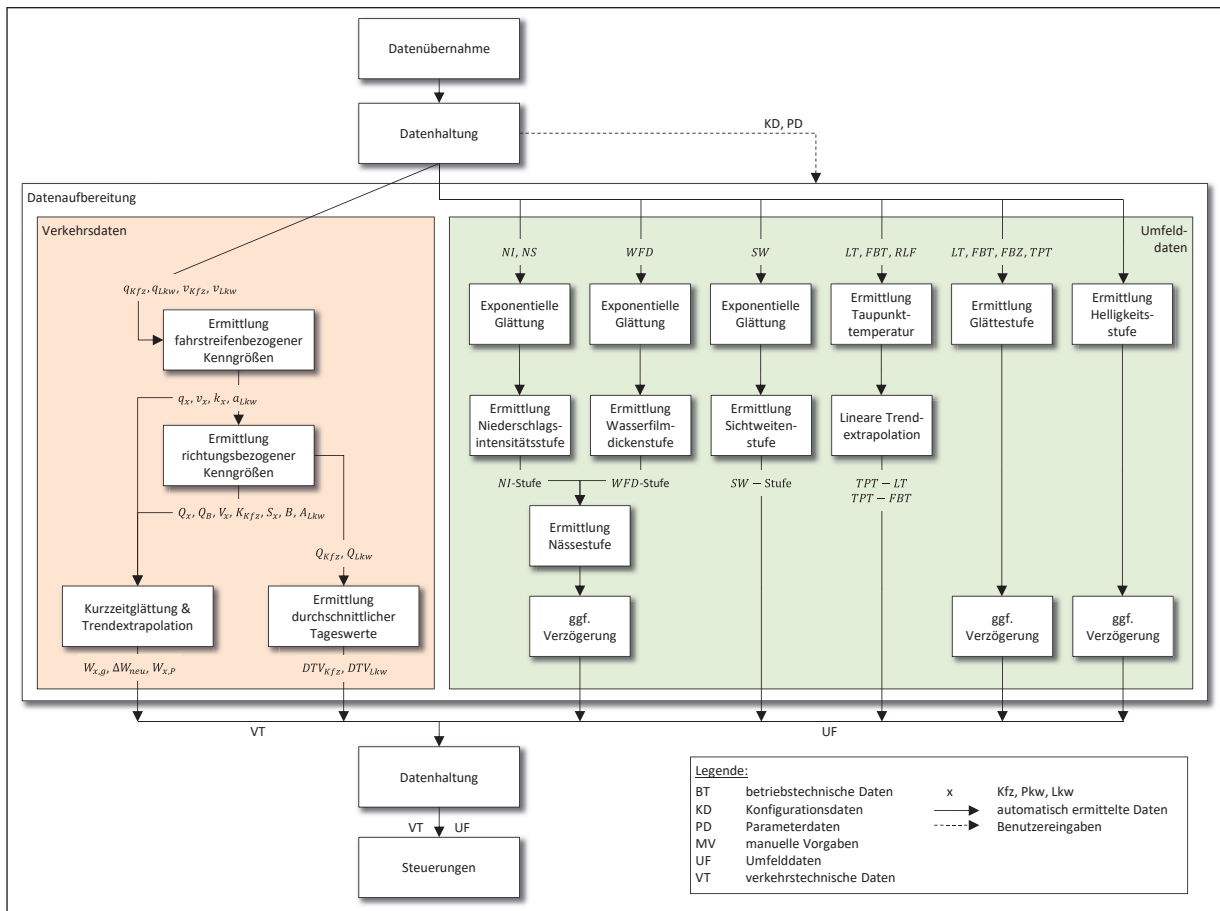 Datenübernahme
Datenhaltung
KD, PD
Datenaufbereitung
Verkehrsdaten
q_Kfz, q_Lkw, v_Kfz, v_Lkw
Ermittlung
fahrstreifenbezogener
Kenngrößen
q_x, v_x, k_x, a_Lkw
Ermittlung
richtungsbezogener
Kenngrößen
Q_x, Q_B, V_x, K_Kfz, S_x, B, A_Lkw
Q_Kfz, Q_Lkw
Kurzzeitglättung &
Trendextrapolation
Ermittlung
durchschnittlicher
Tageswerte
W_x,g, ΔW_neu, W_x,P
DTV_Kfz, DTV_Lkw
Umfeld-
daten
NI, NS
WFD
SW
LT, FBT, RLF
LT, FBT, FBZ, TPT
Exponentielle
Glättung
Exponentielle
Glättung
Exponentielle
Glättung
Ermittlung
Taupunkt-
temperatur
Ermittlung
Glättestufe
Ermittlung
Helligkeits-
stufe
Ermittlung
Niederschlags-
intensitätsstufe
Ermittlung
Wasserfilm-
dickenstufe
Ermittlung
Sichtweiten-
stufe
Lineare Trend-
extrapolation
NI-Stufe
WFD-Stufe
SW – Stufe
TPT – LT
TPT – FBT
Ermittlung
Nässestufe
ggf.
Verzögerung
ggf.
Verzögerung
ggf.
Verzögerung
VT
UF
Datenhaltung
VT UF
Steuerungen
Legende:
BT betriebstechnische Daten
KD Konfigurationsdaten
PD Parameterdaten
MV manuelle Vorgaben
UF Umfelddaten
VT verkehrstechnische Daten
x Kfz, Pkw, Lkw
automatisch ermittelte Daten
Benutzereingaben